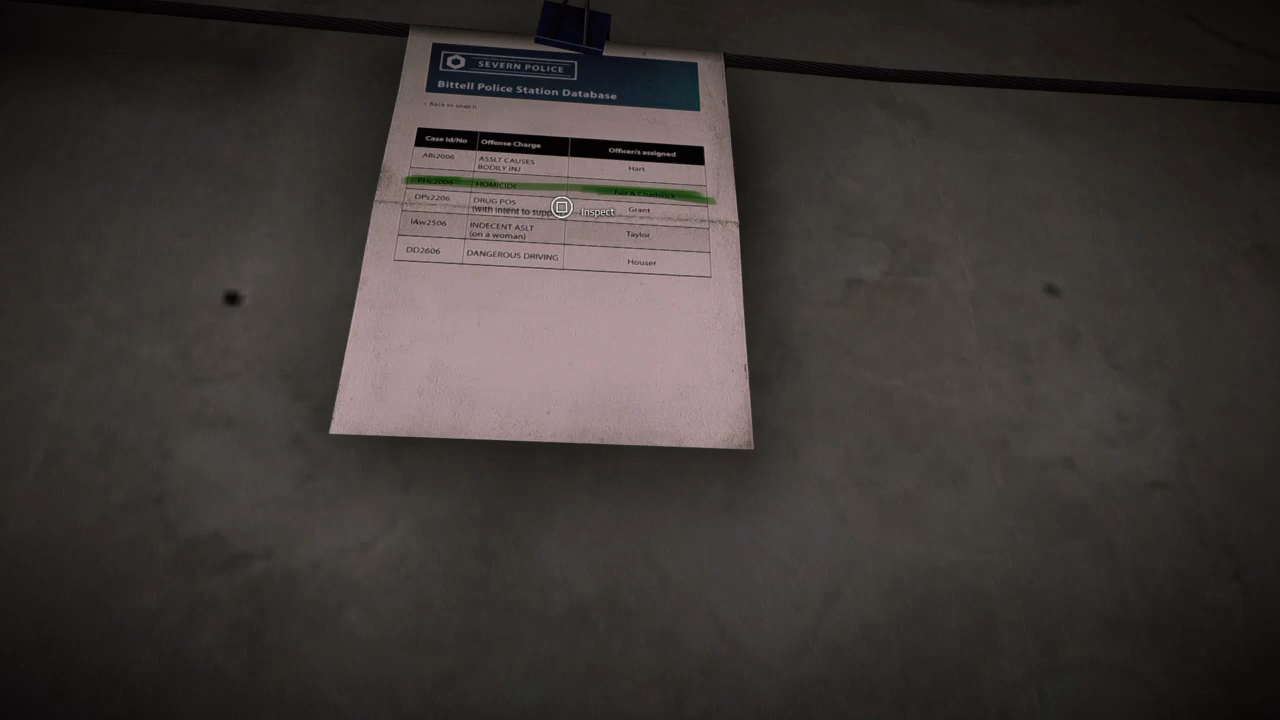 SEVERN POLICE
Bittell Police Station Database
< Back to search
Case Id/No Offense Charge Officer/s assigned
ABI2006 ASSLT CAUSES
BODILY INJ Hart
HOMICIDE
DPs2206 DRUG POS
(with intent to supp Grant
Inspect
IAw2506 INDECENT ASLT
(on a woman) Taylor
DD2606 DANGEROUS DRIVING Houser